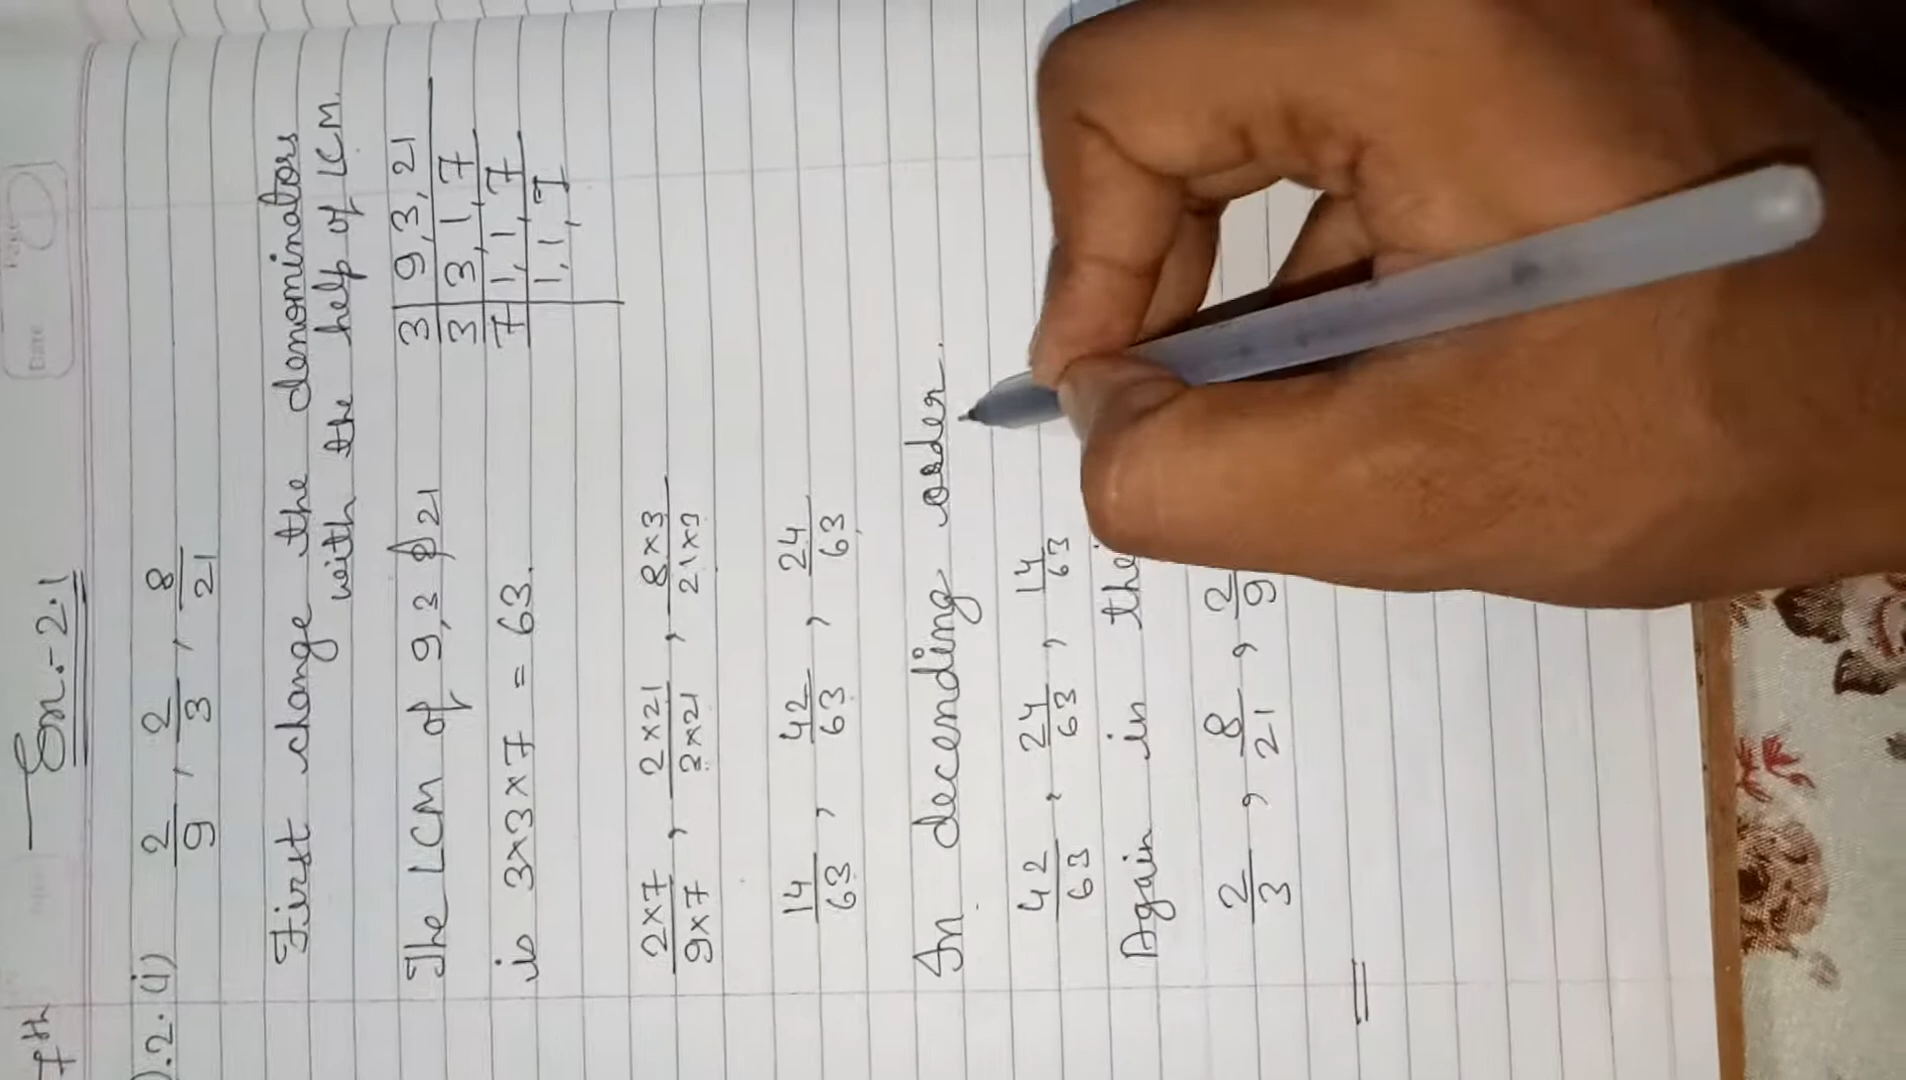 7th
Ex.-2.1
Date
Q.2. (i) 2/9, 2/3, 8/21
First change the denominators
with the help of LCM.
The LCM of 9,3 & 21
is 3×3×7 = 63.
3 | 9, 3, 21
3 | 3, 1, 7
7 | 1, 1, 7
1, 1, 1
2×7/9×7, 2×21/3×21, 8×3/21×3
14/63, 42/63, 24/63
In decending order.
42/63, 24/63, 14/63
Again in the
2/3, 8/21, 2/9